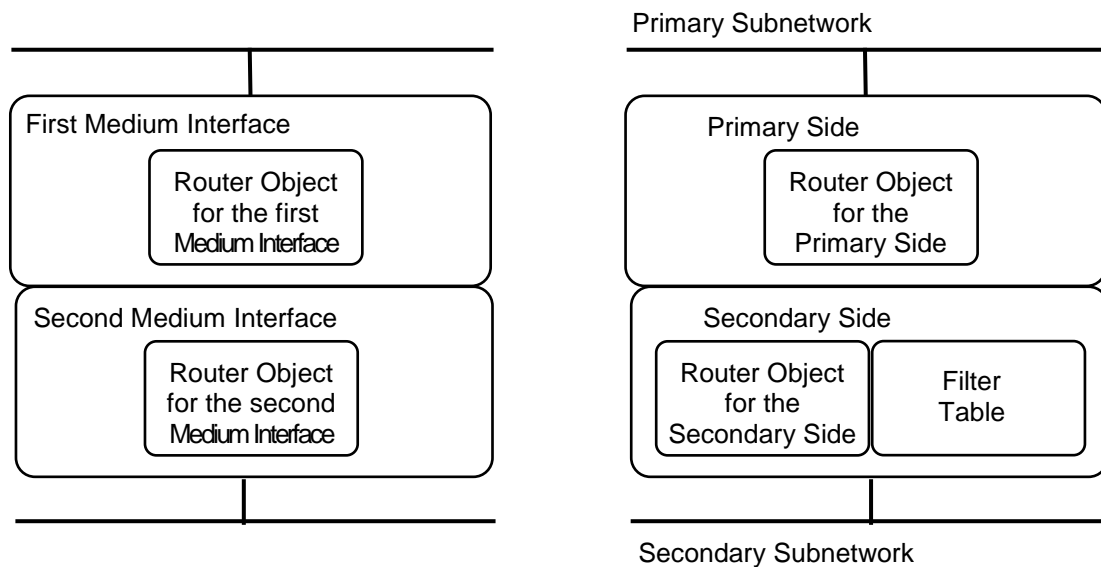 Primary Subnetwork
First Medium Interface
Router Object
for the first
Medium Interface
Second Medium Interface
Router Object
for the second
Medium Interface
Primary Side
Router Object
for the
Primary Side
Secondary Side
Router Object
for the
Secondary Side
Filter
Table
Secondary Subnetwork